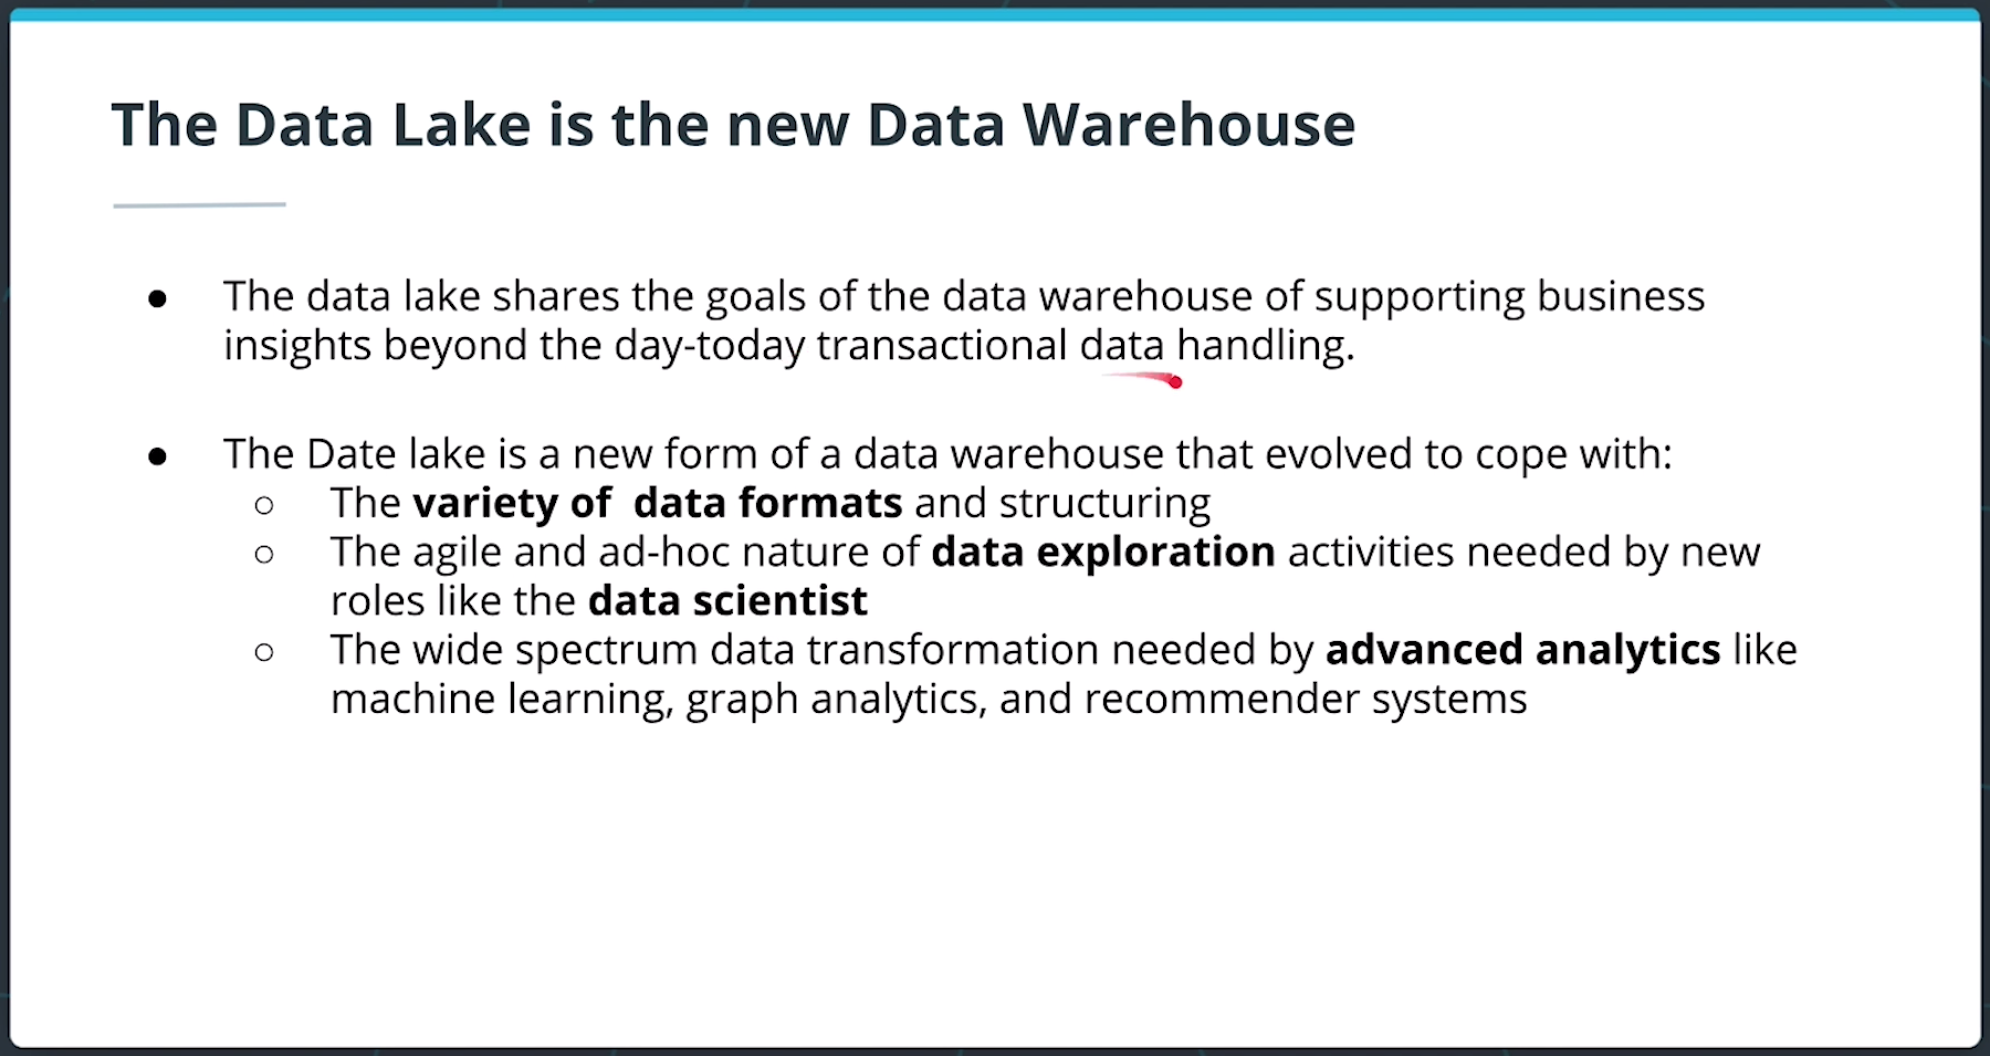 The Data Lake is the new Data Warehouse
● The data lake shares the goals of the data warehouse of supporting business
insights beyond the day-today transactional data handling.
● The Date lake is a new form of a data warehouse that evolved to cope with:
○ The variety of  data formats and structuring
○ The agile and ad-hoc nature of data exploration activities needed by new
roles like the data scientist
○ The wide spectrum data transformation needed by advanced analytics like
machine learning, graph analytics, and recommender systems